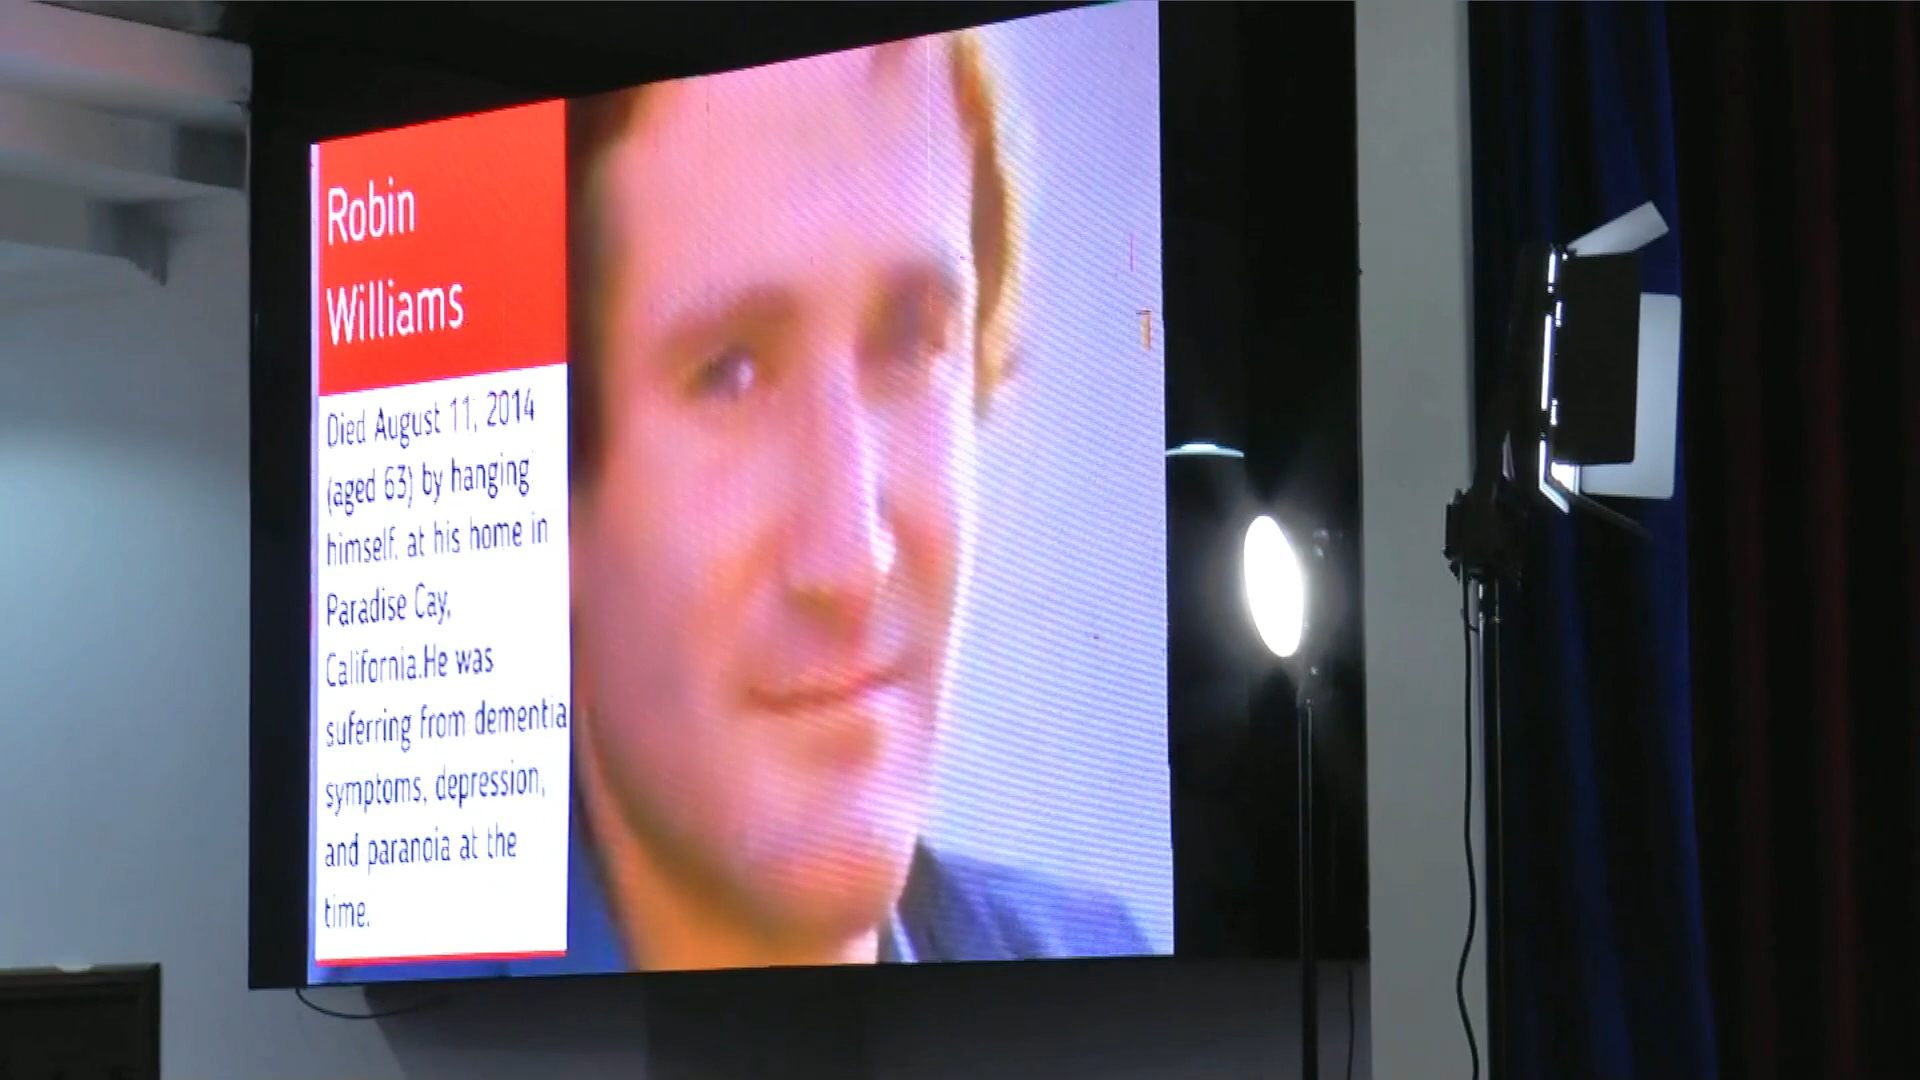 Robin
Williams
Died August 11, 2014
(aged 63) by hanging
himself. at his home in
Paradise Cay,
California.He was
suferring from dementia
symptoms, depression,
and paranoia at the
time.